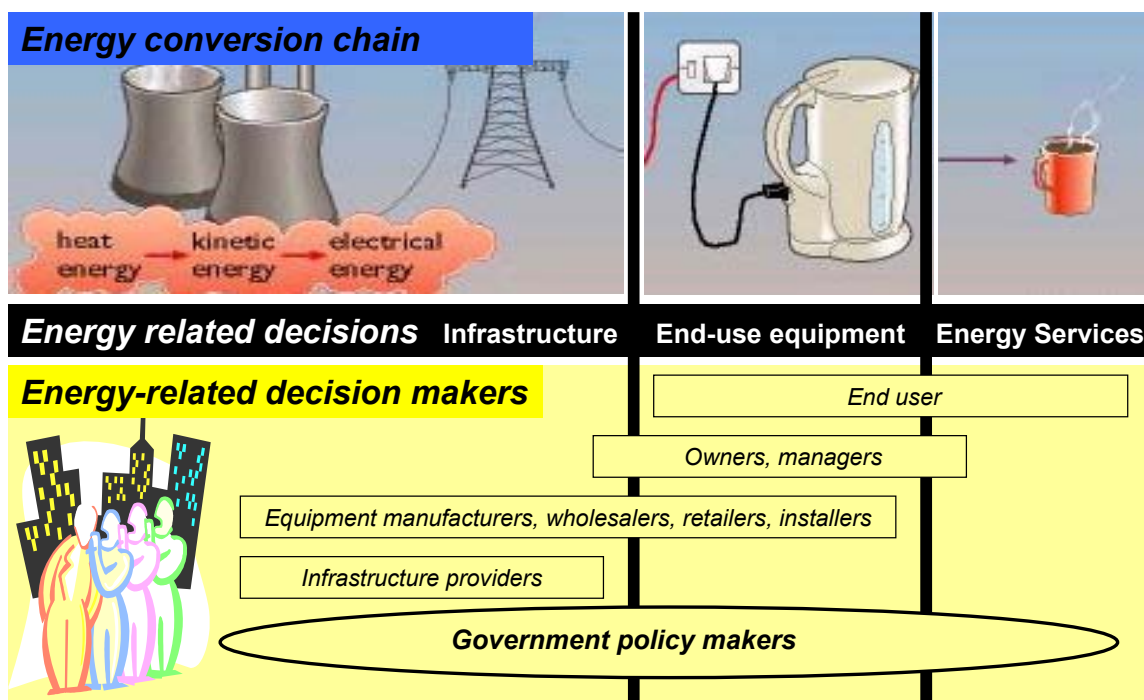 Energy conversion chain
heat energy
kinetic energy
electrical energy
Energy related decisions Infrastructure End-use equipment Energy Services
Energy-related decision makers
End user
Owners, managers
Equipment manufacturers, wholesalers, retailers, installers
Infrastructure providers
Government policy makers